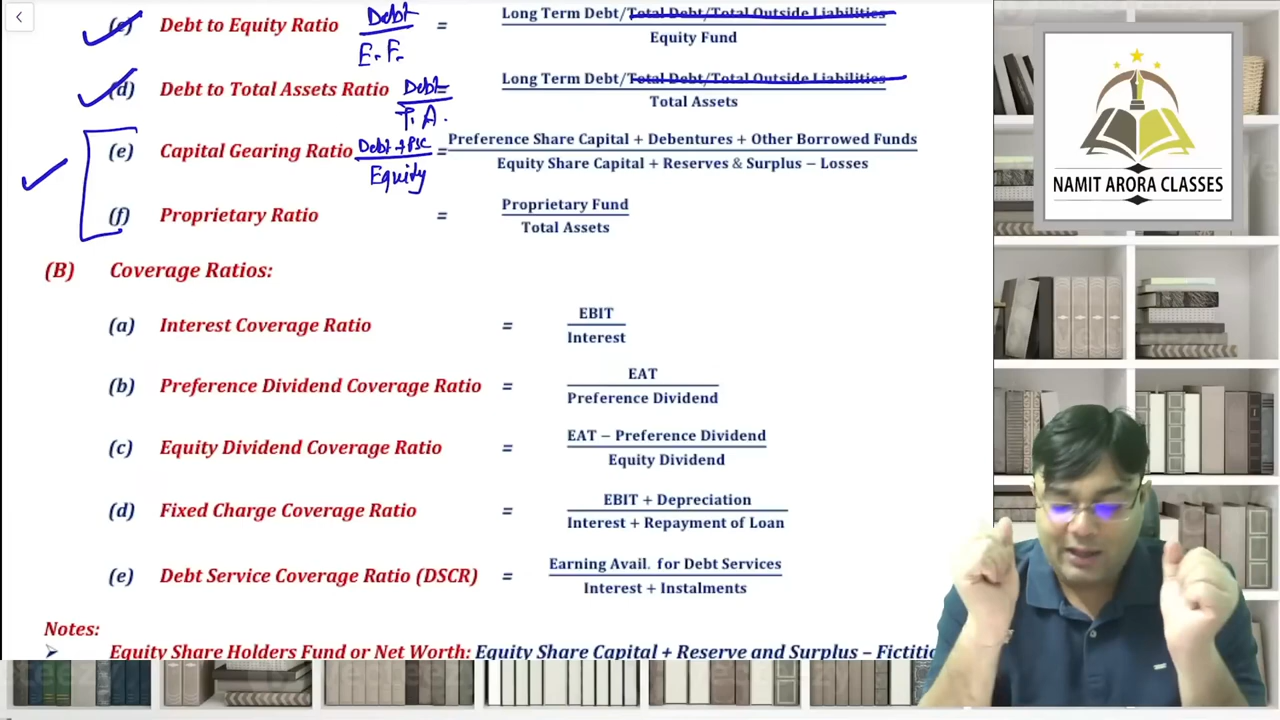 (c) Debt to Equity Ratio Debt/E.F. = Long Term Debt/Total Debt/Total Outside Liabilities
Equity Fund
(d) Debt to Total Assets Ratio Debt/T.A. = Long Term Debt/Total Debt/Total Outside Liabilities
Total Assets
(e) Capital Gearing Ratio Debt+PSC/Equity = Preference Share Capital + Debentures + Other Borrowed Funds
Equity Share Capital + Reserves & Surplus − Losses
(f) Proprietary Ratio = Proprietary Fund
Total Assets
(B) Coverage Ratios:
(a) Interest Coverage Ratio = EBIT
Interest
(b) Preference Dividend Coverage Ratio = EAT
Preference Dividend
(c) Equity Dividend Coverage Ratio = EAT − Preference Dividend
Equity Dividend
(d) Fixed Charge Coverage Ratio = EBIT + Depreciation
Interest + Repayment of Loan
(e) Debt Service Coverage Ratio (DSCR) = Earning Avail. for Debt Services
Interest + Instalments
Notes:
Equity Share Holders Fund or Net Worth: Equity Share Capital + Reserve and Surplus − Fictitio
NAMIT ARORA CLASSES